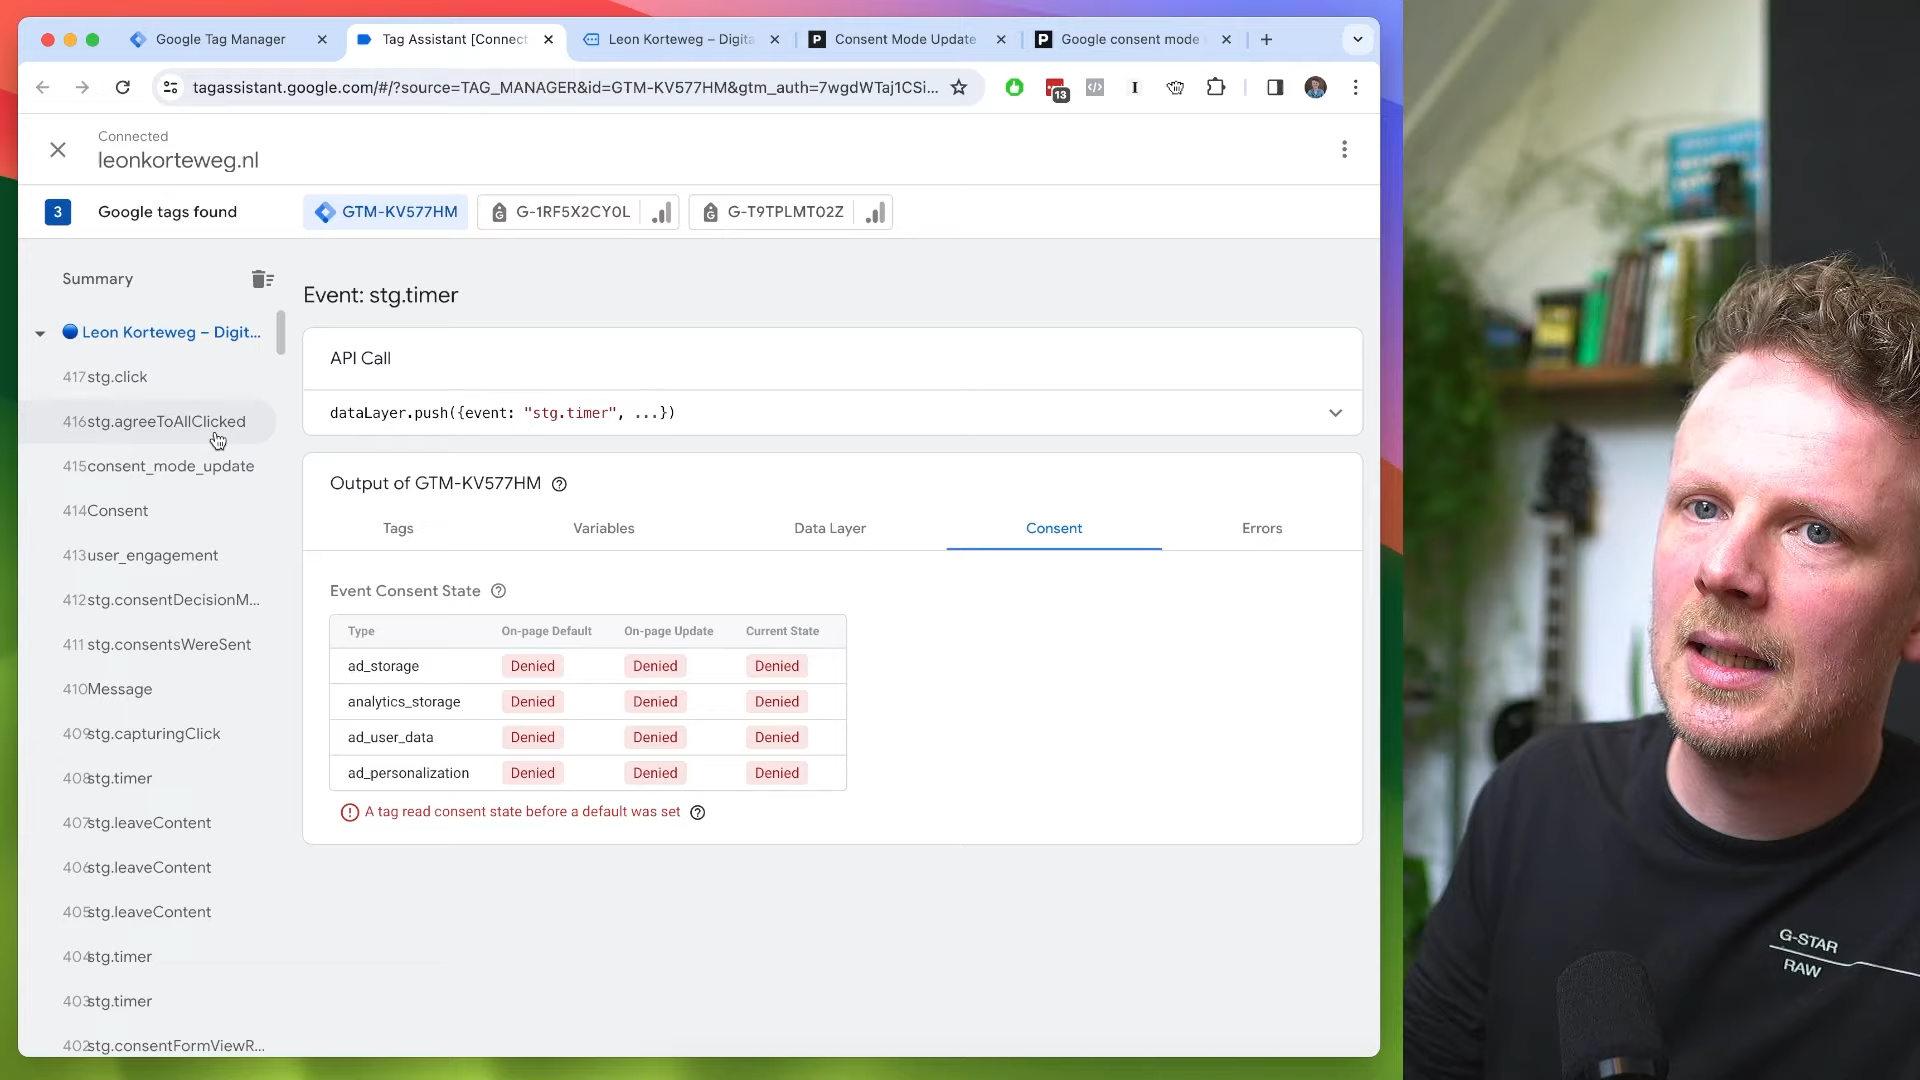 Google Tag Manager
Tag Assistant [Connect
Leon Korteweg – Digita
Consent Mode Update
Google consent mode
tagassistant.google.com/#/?source=TAG_MANAGER&id=GTM-KV577HM&gtm_auth=7wgdWTaj1CSi...
13
Connected
leonkorteweg.nl
3
Google tags found
GTM-KV577HM
G-1RF5X2CY0L
G-T9TPLMT02Z
Summary
Leon Korteweg – Digit...
417 stg.click
416 stg.agreeToAllClicked
415 consent_mode_update
414 Consent
413 user_engagement
412 stg.consentDecisionM...
411 stg.consentsWereSent
410 Message
409 stg.capturingClick
408 stg.timer
407 stg.leaveContent
406 stg.leaveContent
405 stg.leaveContent
404 stg.timer
403 stg.timer
402 stg.consentFormViewR...
Event: stg.timer
API Call
dataLayer.push({event: "stg.timer", ...})
Output of GTM-KV577HM
Tags Variables Data Layer Consent Errors
Event Consent State
Type On-page Default On-page Update Current State
ad_storage Denied Denied Denied
analytics_storage Denied Denied Denied
ad_user_data Denied Denied Denied
ad_personalization Denied Denied Denied
A tag read consent state before a default was set
G-STAR
RAW